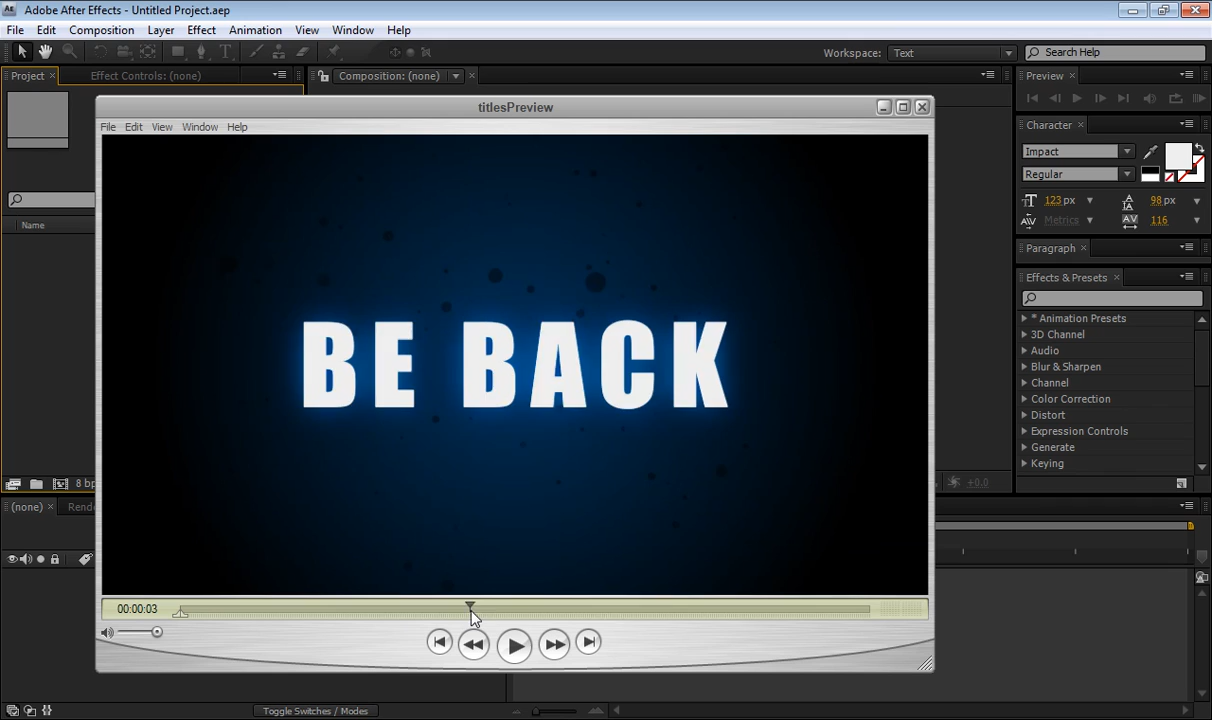 Adobe After Effects - Untitled Project.aep
File Edit Composition Layer Effect Animation View Window Help
Workspace: Text
Search Help
Project
Effect Controls: (none)
Composition: (none)
Preview
titlesPreview
File Edit View Window Help
Character
Impact
Regular
123 px
98 px
Metrics
116
Name
Paragraph
Effects & Presets
* Animation Presets
3D Channel
Audio
Blur & Sharpen
Channel
Color Correction
Distort
Expression Controls
Generate
Keying
BE BACK
8 bp
+0.0
(none)
Rende
00:00:03
Toggle Switches / Modes